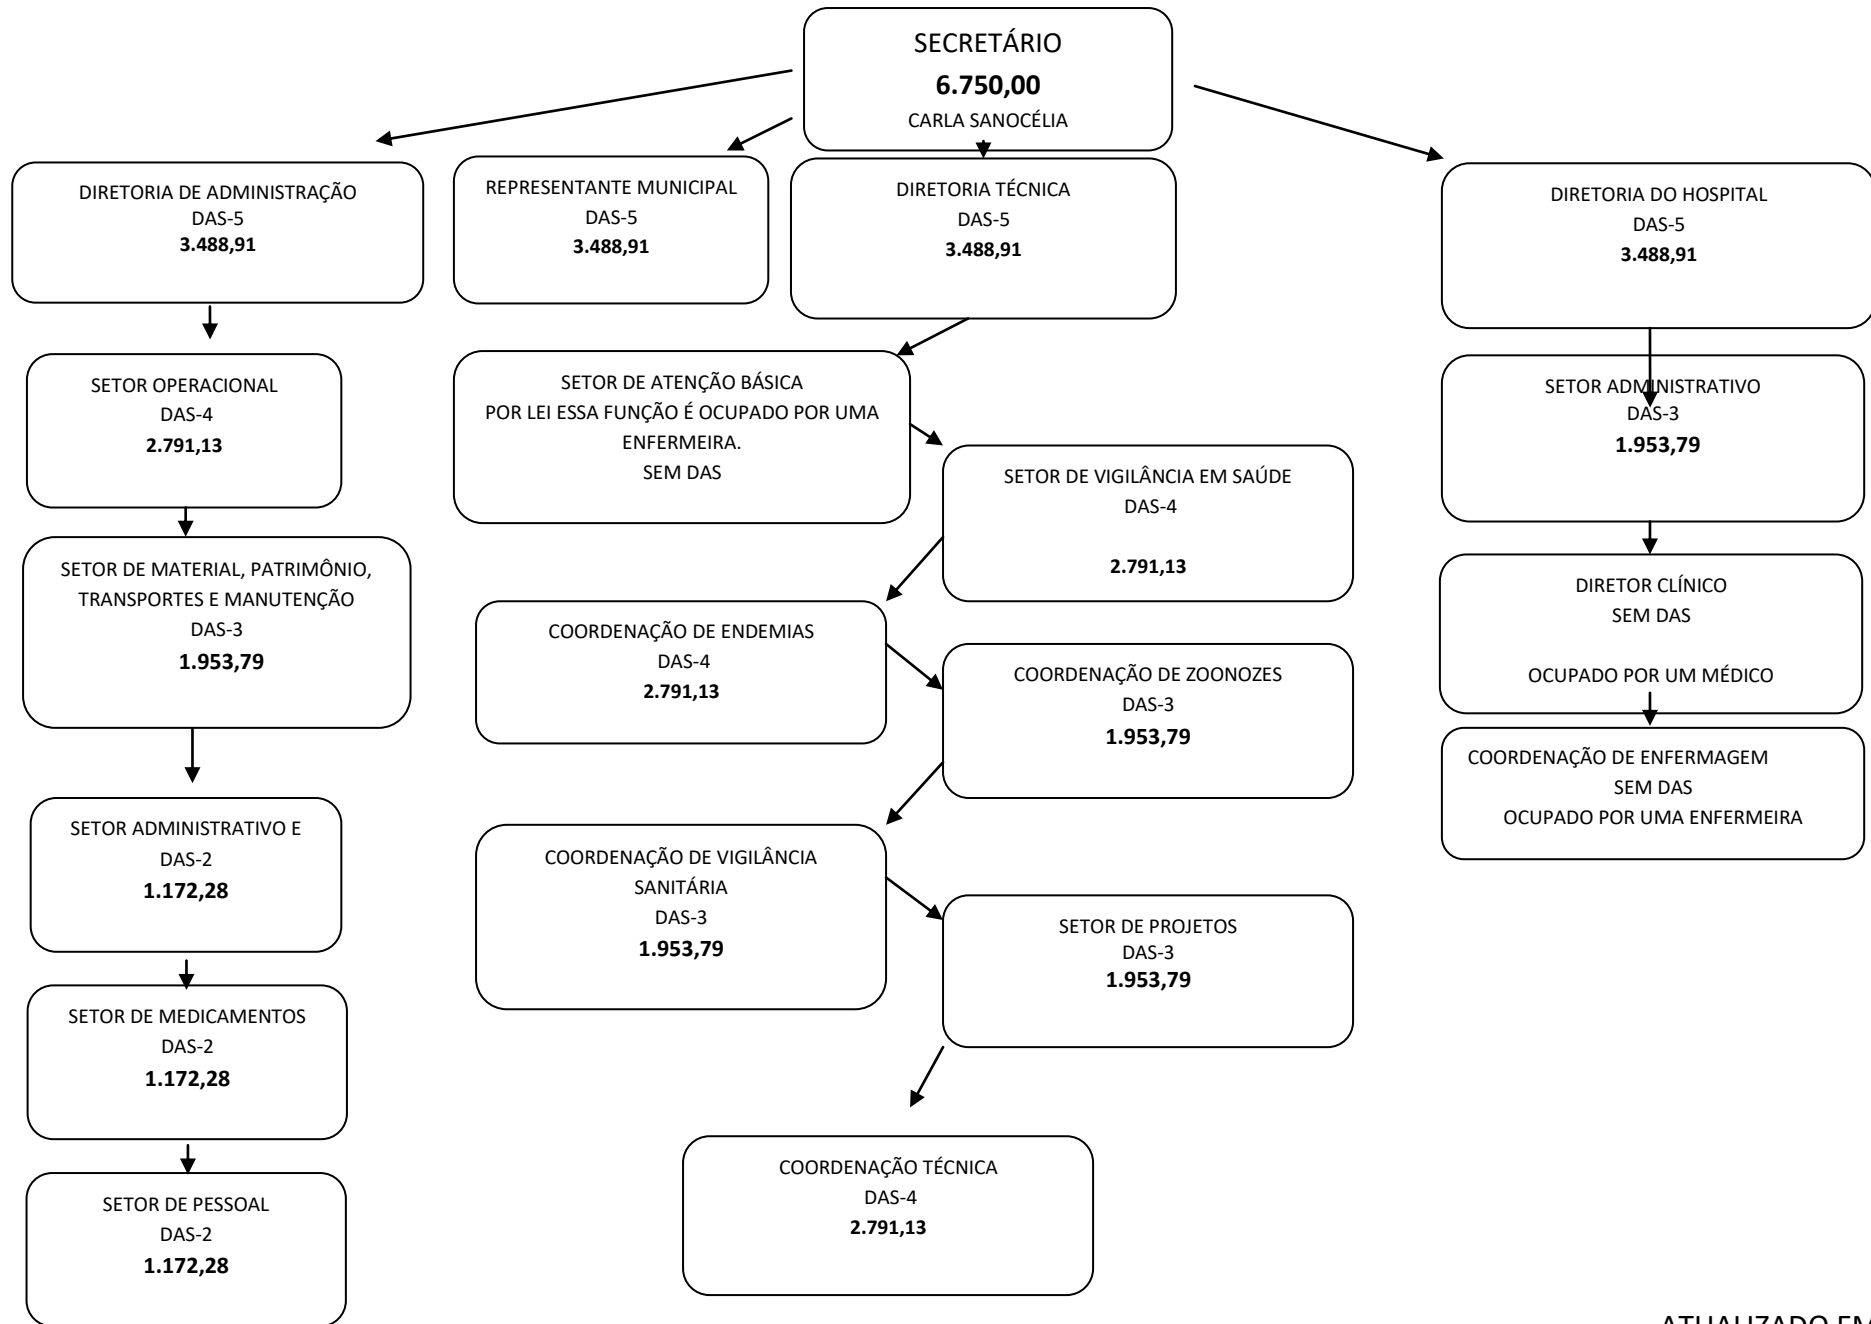 SECRETÁRIO
6.750,00
CARLA SANOCÉLIA
DIRETORIA DE ADMINISTRAÇÃO
DAS-5
3.488,91
REPRESENTANTE MUNICIPAL
DAS-5
3.488,91
DIRETORIA TÉCNICA
DAS-5
3.488,91
DIRETORIA DO HOSPITAL
DAS-5
3.488,91
SETOR OPERACIONAL
DAS-4
2.791,13
SETOR DE ATENÇÃO BÁSICA
POR LEI ESSA FUNÇÃO É OCUPADO POR UMA
ENFERMEIRA.
SEM DAS
SETOR ADMINISTRATIVO
DAS-3
1.953,79
SETOR DE VIGILÂNCIA EM SAÚDE
DAS-4
2.791,13
SETOR DE MATERIAL, PATRIMÔNIO,
TRANSPORTES E MANUTENÇÃO
DAS-3
1.953,79
DIRETOR CLÍNICO
SEM DAS
OCUPADO POR UM MÉDICO
COORDENAÇÃO DE ENDEMIAS
DAS-4
2.791,13
COORDENAÇÃO DE ZOONOZES
DAS-3
1.953,79
COORDENAÇÃO DE ENFERMAGEM
SEM DAS
OCUPADO POR UMA ENFERMEIRA
SETOR ADMINISTRATIVO E
DAS-2
1.172,28
COORDENAÇÃO DE VIGILÂNCIA
SANITÁRIA
DAS-3
1.953,79
SETOR DE PROJETOS
DAS-3
1.953,79
SETOR DE MEDICAMENTOS
DAS-2
1.172,28
COORDENAÇÃO TÉCNICA
DAS-4
2.791,13
SETOR DE PESSOAL
DAS-2
1.172,28
ATUALIZADO EM